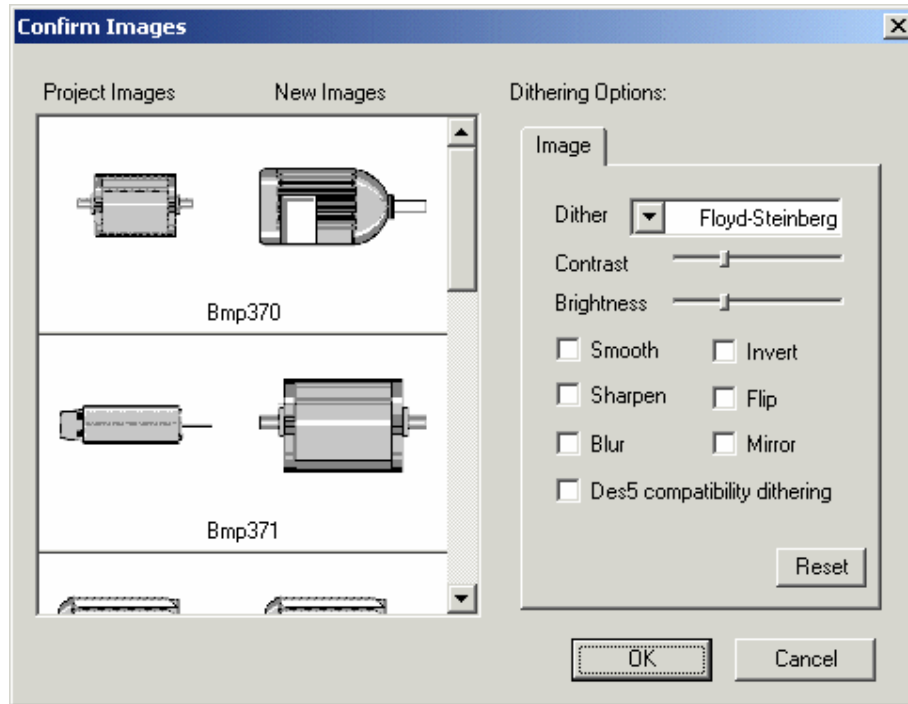 Confirm Images
Project Images New Images
Bmp370
Bmp371
Dithering Options:
Image
Dither Floyd-Steinberg
Contrast
Brightness
Smooth Invert
Sharpen Flip
Blur Mirror
Des5 compatibility dithering
Reset
OK Cancel